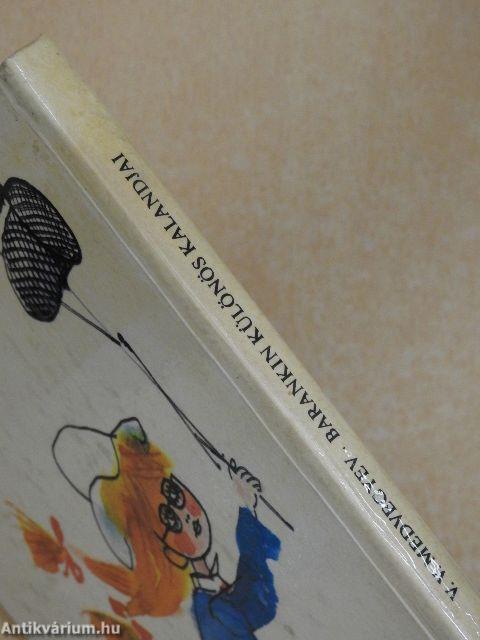 V. V. MEDVEGYEV . BARANKIN KÜLÖNÖS KALANDJAI
Antikvárium.hu